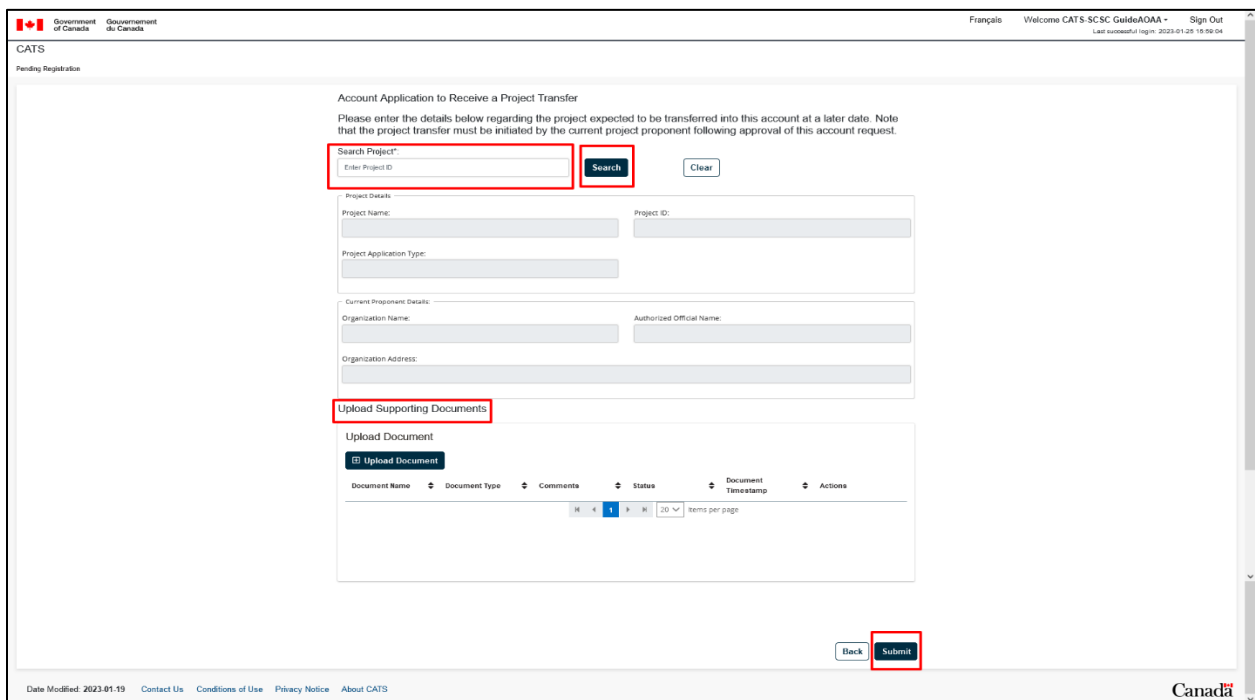 Government of Canada
Gouvernement du Canada
Français
Welcome CATS-SCSC GuideAOAA
Sign Out
Last successful login: 2023-01-25 16:59:04
CATS
Pending Registration
Account Application to Receive a Project Transfer
Please enter the details below regarding the project expected to be transferred into this account at a later date. Note
that the project transfer must be initiated by the current project proponent following approval of this account request.
Search Project*:
Enter Project ID
Search
Clear
Project Details
Project Name:
Project ID:
Project Application Type:
Current Proponent Details:
Organization Name:
Authorized Official Name:
Organization Address:
Upload Supporting Documents
Upload Document
Upload Document
Document Name
Document Type
Comments
Status
Document Timestamp
Actions
1
20
items per page
Back
Submit
Date Modified: 2023-01-19
Contact Us
Conditions of Use
Privacy Notice
About CATS
Canada